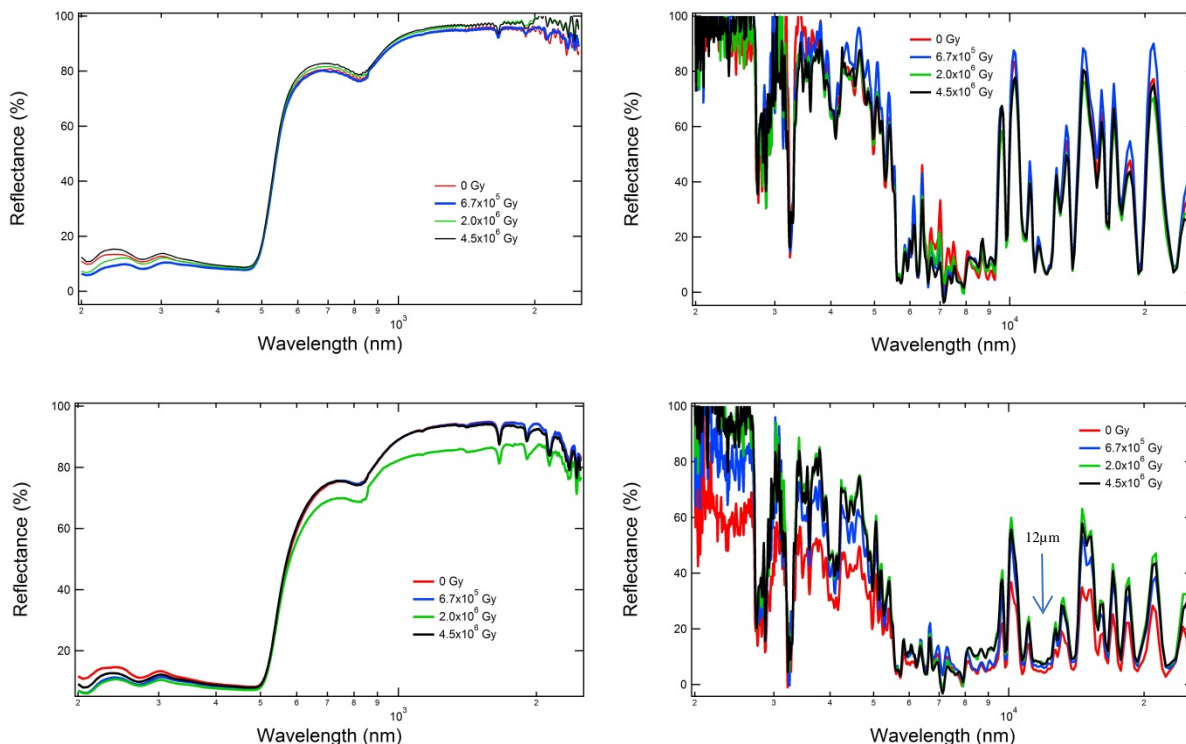 100
80
60
40
20
0
Reflectance (%)
0 Gy
6.7x10⁵ Gy
2.0x10⁶ Gy
4.5x10⁶ Gy
2 3 4 5 6 7 8 9 10³ 2
Wavelength (nm)
100
80
60
40
20
0
Reflectance (%)
0 Gy
6.7x10⁵ Gy
2.0x10⁶ Gy
4.5x10⁶ Gy
2 3 4 5 6 7 8 9 10⁴ 2
Wavelength (nm)
100
80
60
40
20
Reflectance (%)
0 Gy
6.7x10⁵ Gy
2.0x10⁶ Gy
4.5x10⁶ Gy
2 3 4 5 6 7 8 9 10³ 2
Wavelength (nm)
100
80
60
40
20
0
Reflectance (%)
0 Gy
6.7x10⁵ Gy
2.0x10⁶ Gy
4.5x10⁶ Gy
12µm
2 3 4 5 6 7 8 9 10⁴ 2
Wavelength (nm)